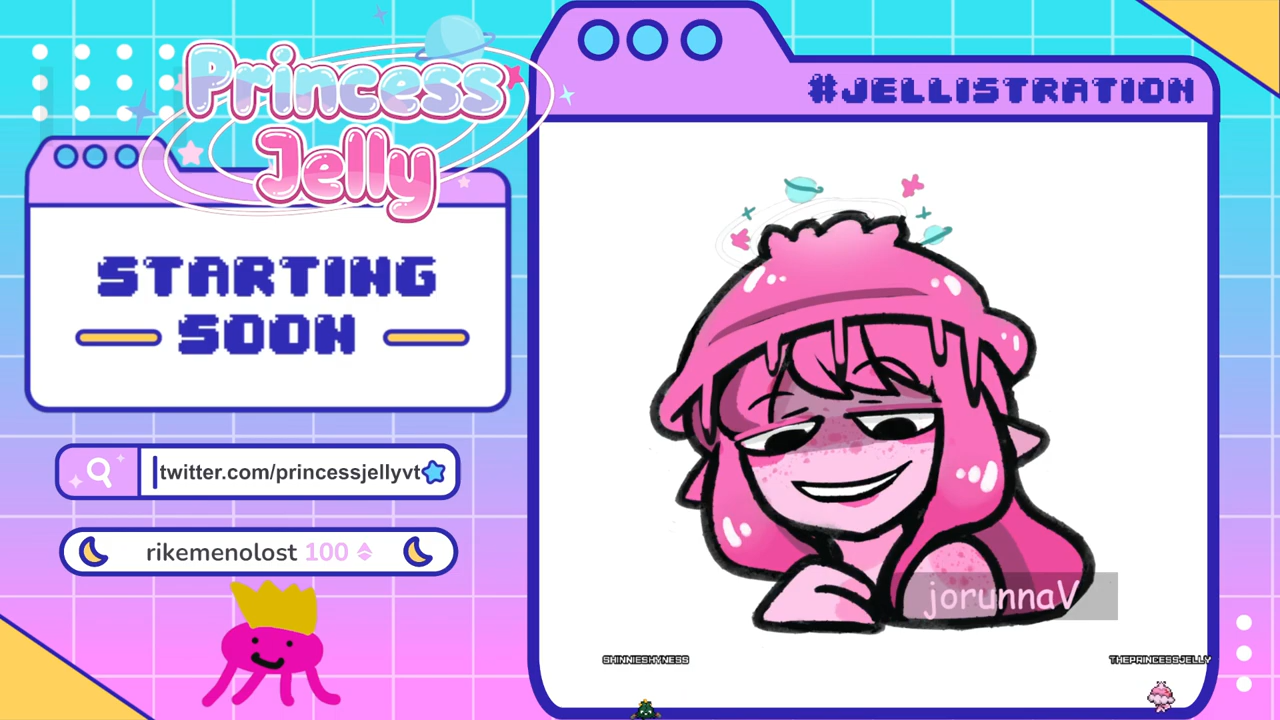 Princess
Jelly
#JELLISTRATION
STARTING
SOON
twitter.com/princessjellyvt
rikemenolost 100
jorunnaV
SHINNIESHYNESS
THEPRINCESSJELLY